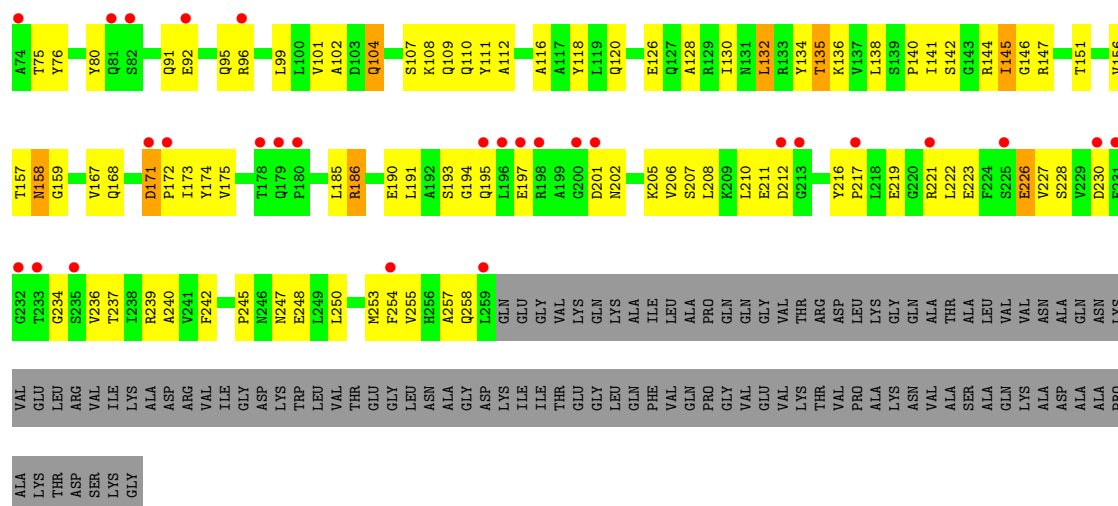 A74 T75 Y76 Y80 Q81 S82 Q91 E92 Q95 R96 L99 L100 V101 A102 D103 Q104 S107 K108 Q109 Q110 Y111 A112 A116 A117 Y118 L119 Q120 E126 Q127 A128 R129 I130 N131 L132 R133 Y134 T135 K136 V137 L138 S139 P140 I141 S142 G143 R144 I145 G146 R147 T151 V156
T157 N158 G159 V167 Q168 D171 P172 I173 Y174 V175 T178 Q179 P180 L185 R186 E190 L191 A192 S193 G194 Q195 L196 E197 R198 A199 G200 D201 N202 K205 V206 S207 L208 K209 L210 E211 D212 G213 Y216 P217 L218 E219 G220 R221 L222 E223 F224 S225 E226 V227 S228 V229 D230 E231
G232 T233 G234 S235 V236 T237 I238 R239 A240 V241 F242 P245 N246 N247 E248 L249 L250 M253 F254 V255 H256 A257 Q258 L259 GLN GLU GLY VAL LYS GLN LYS ALA ILE LEU ALA PRO GLN GLN GLY VAL THR ARG ASP LEU LYS GLY GLN ALA THR ALA LEU VAL VAL ASN ALA GLN ASN LYS
VAL GLU LEU ARG VAL ILE LYS ALA ASP ARG VAL ILE GLY ASP LYS TRP LEU VAL THR GLU GLY LEU ASN ALA GLY ASP LYS ILE ILE THR GLU GLY LEU GLN PHE VAL GLN PRO GLY VAL GLU VAL LYS THR VAL PRO ALA LYS ASN VAL ALA SER ALA GLN LYS ALA ASP ALA ALA PRO
ALA LYS THR ASP SER LYS GLY